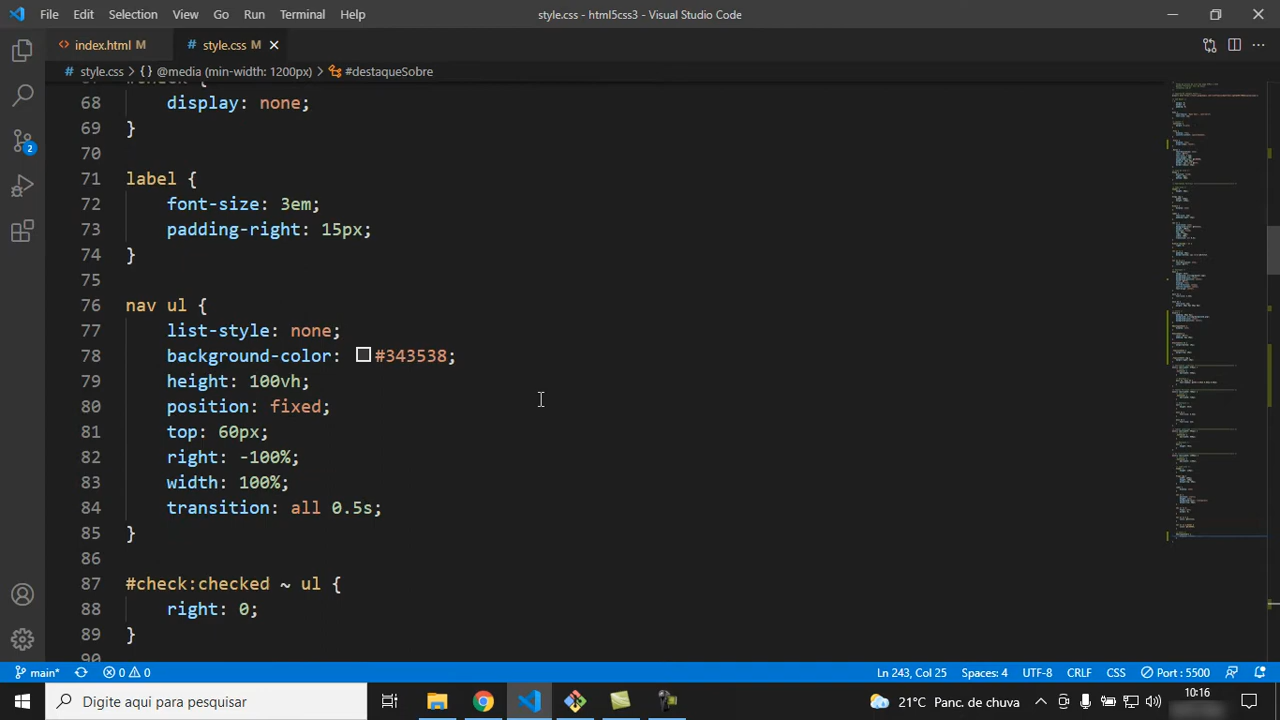 File Edit Selection View Go Run Terminal Help style.css - html5css3 - Visual Studio Code
index.html M style.css M
style.css > {} @media (min-width: 1200px) > #destaqueSobre
68 display: none;
69 }
70
71 label {
72 font-size: 3em;
73 padding-right: 15px;
74 }
75
76 nav ul {
77 list-style: none;
78 background-color: #343538;
79 height: 100vh;
80 position: fixed;
81 top: 60px;
82 right: -100%;
83 width: 100%;
84 transition: all 0.5s;
85 }
86
87 #check:checked ~ ul {
88 right: 0;
89 }
90
2
main* 0 0 Ln 243, Col 25 Spaces: 4 UTF-8 CRLF CSS Port : 5500
Digite aqui para pesquisar 21°C Panc. de chuva 10:16